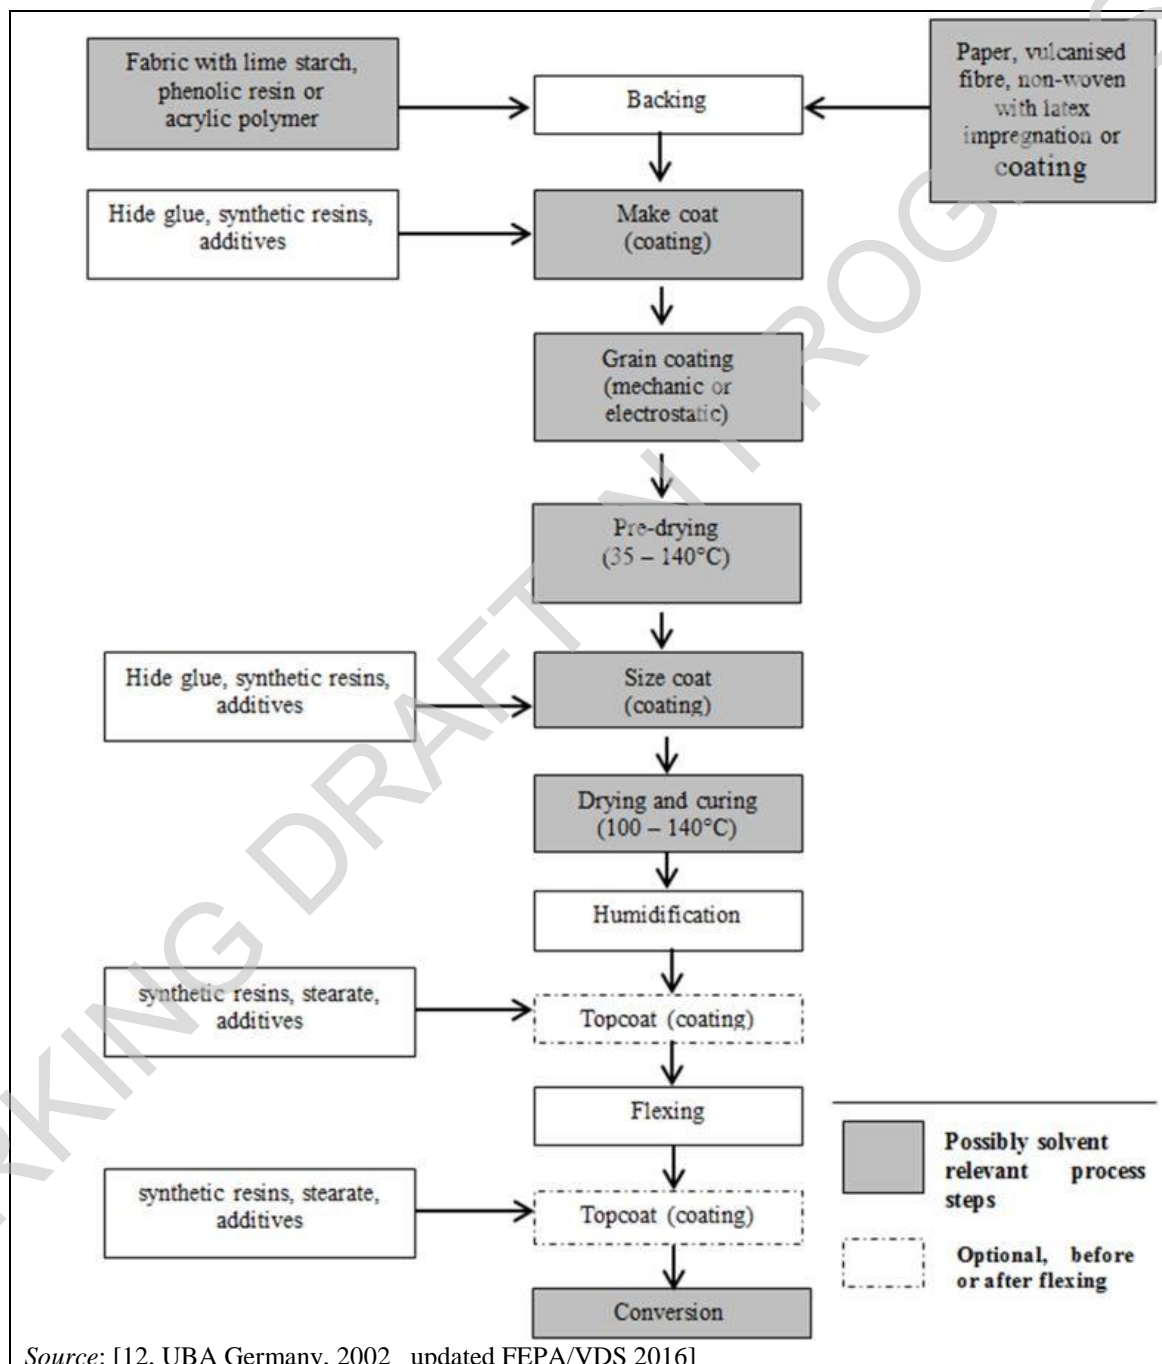 Fabric with lime starch,
phenolic resin or
acrylic polymer
Backing
Paper, vulcanised
fibre, non-woven
with latex
impregnation or
coating
Hide glue, synthetic resins,
additives
Make coat
(coating)
Grain coating
(mechanic or
electrostatic)
Pre-drying
(35 – 140°C)
Hide glue, synthetic resins,
additives
Size coat
(coating)
Drying and curing
(100 – 140°C)
Humidification
synthetic resins, stearate,
additives
Topcoat (coating)
Flexing
synthetic resins, stearate,
additives
Topcoat (coating)
Conversion
Possibly solvent
relevant process
steps
Optional, before
or after flexing
Source: [12, UBA Germany, 2002 updated FEPA/VDS 2016]
DRAFT